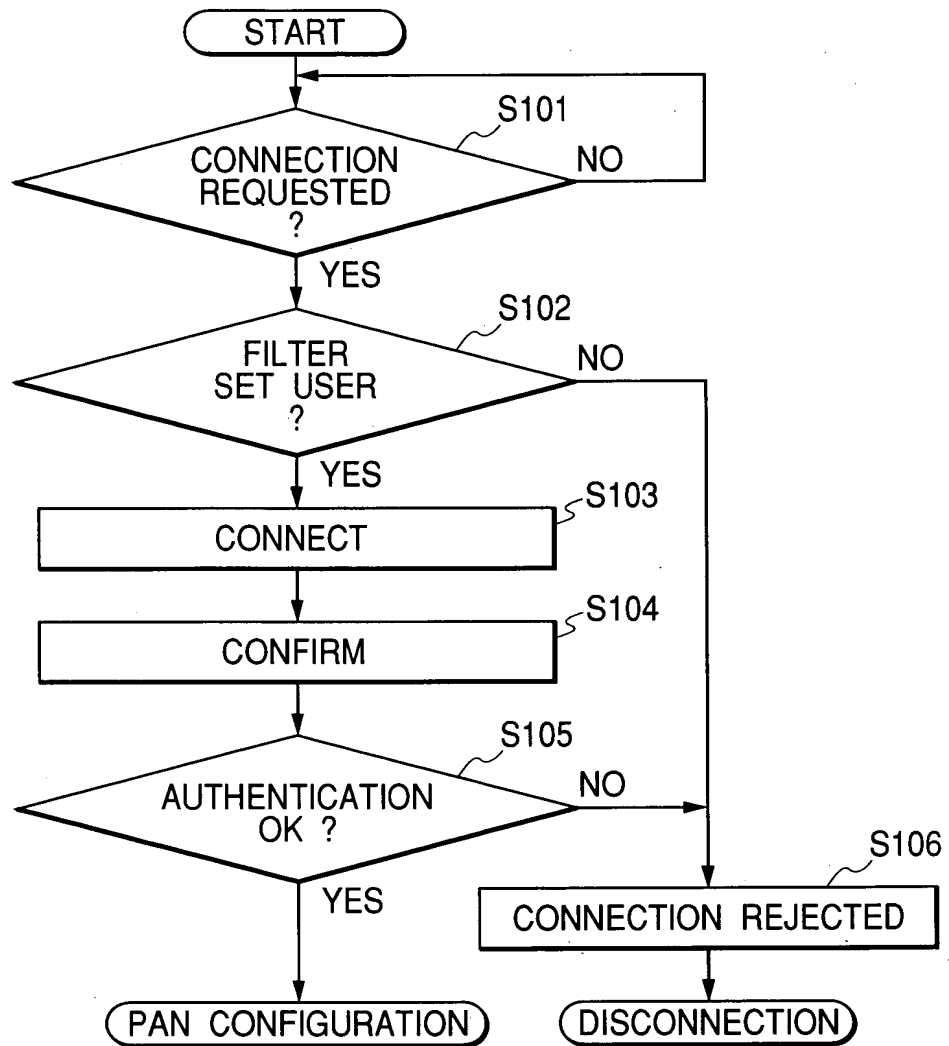 START
S101
CONNECTION
REQUESTED
?
NO
YES
S102
FILTER
SET USER
?
NO
YES
S103
CONNECT
S104
CONFIRM
S105
AUTHENTICATION
OK ?
NO
YES
S106
CONNECTION REJECTED
PAN CONFIGURATION
DISCONNECTION